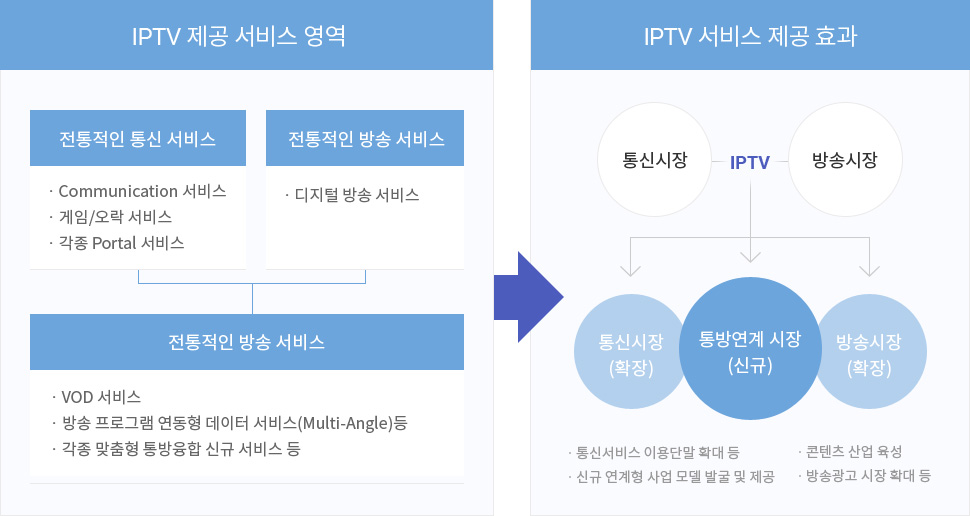 IPTV 제공 서비스 영역
전통적인 통신 서비스
· Communication 서비스
· 게임/오락 서비스
· 각종 Portal 서비스
전통적인 방송 서비스
· 디지털 방송 서비스
전통적인 방송 서비스
· VOD 서비스
· 방송 프로그램 연동형 데이터 서비스(Multi-Angle)등
· 각종 맞춤형 통방융합 신규 서비스 등
IPTV 서비스 제공 효과
통신시장
IPTV
방송시장
통신시장
(확장)
통방연계 시장
(신규)
방송시장
(확장)
· 통신서비스 이용단말 확대 등
· 신규 연계형 사업 모델 발굴 및 제공
· 콘텐츠 산업 육성
· 방송광고 시장 확대 등